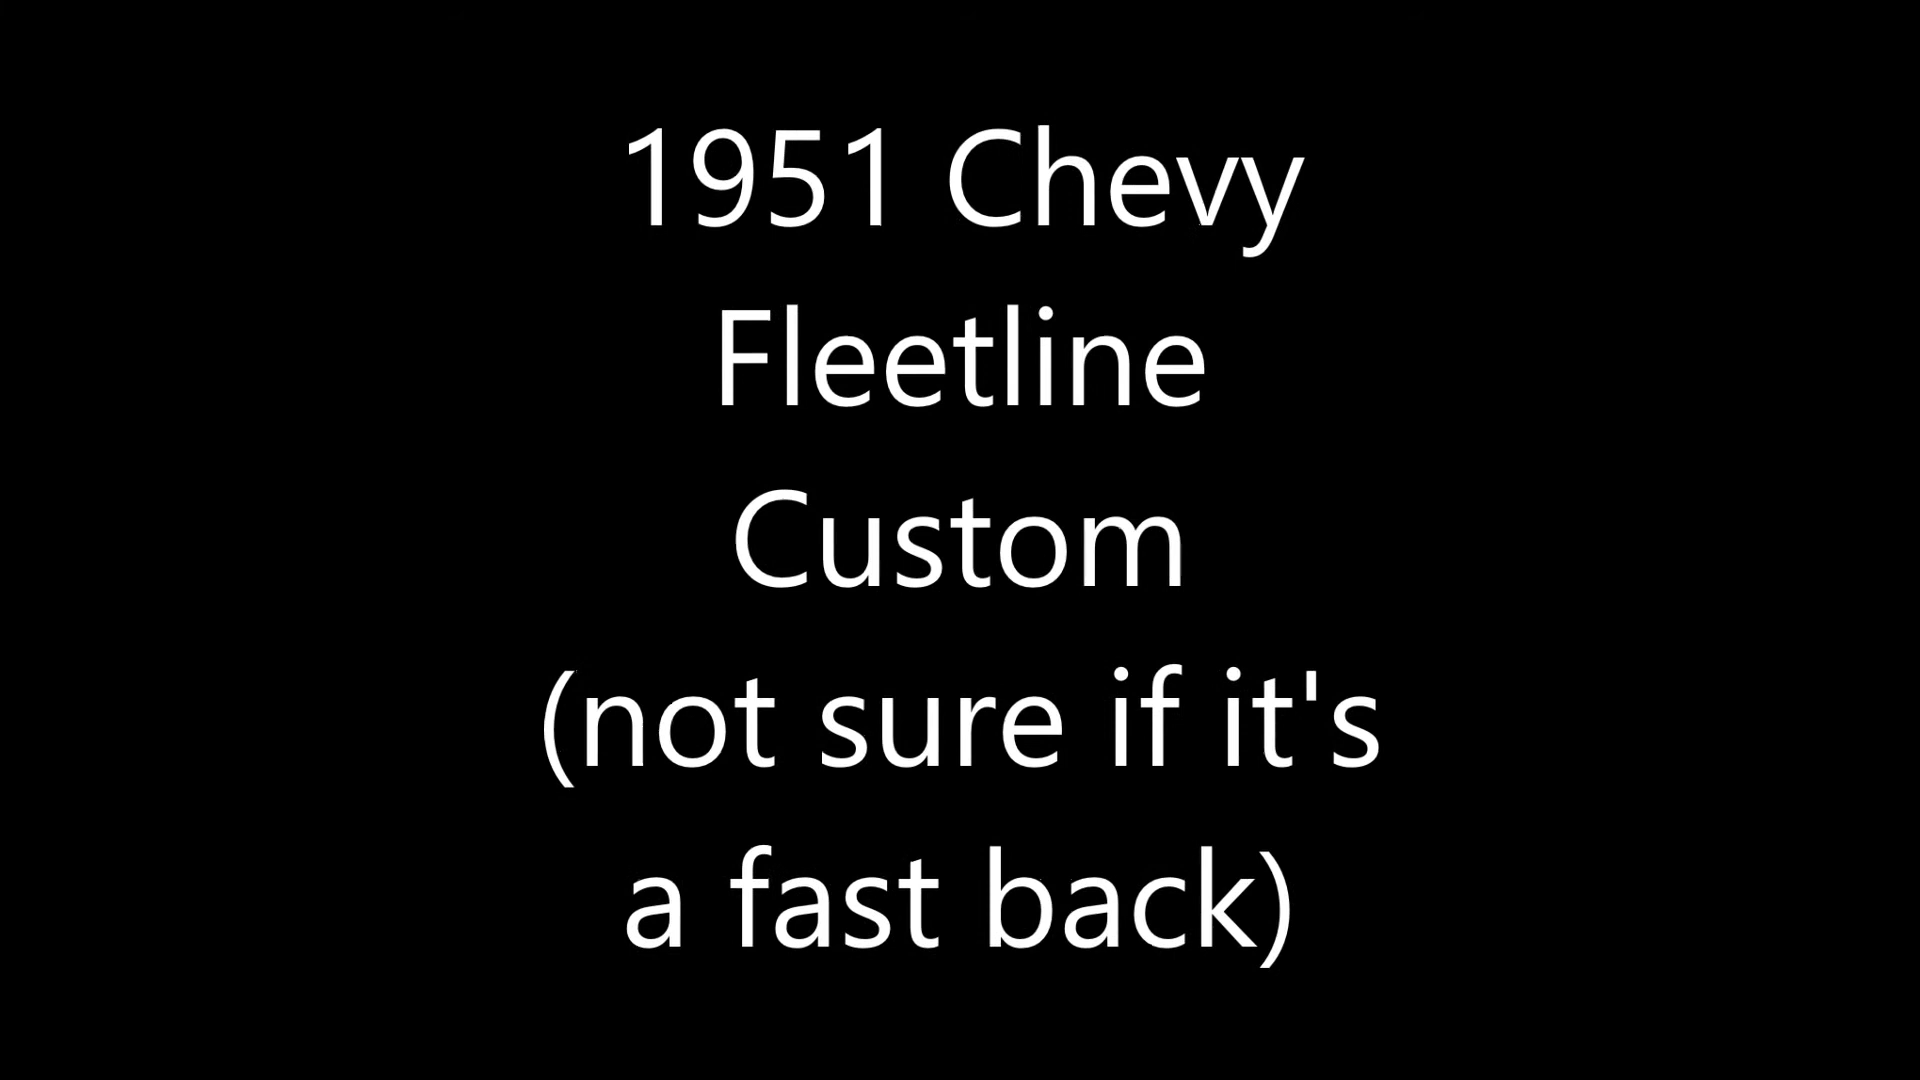 1951 Chevy
Fleetline
Custom
(not sure if it's
a fast back)